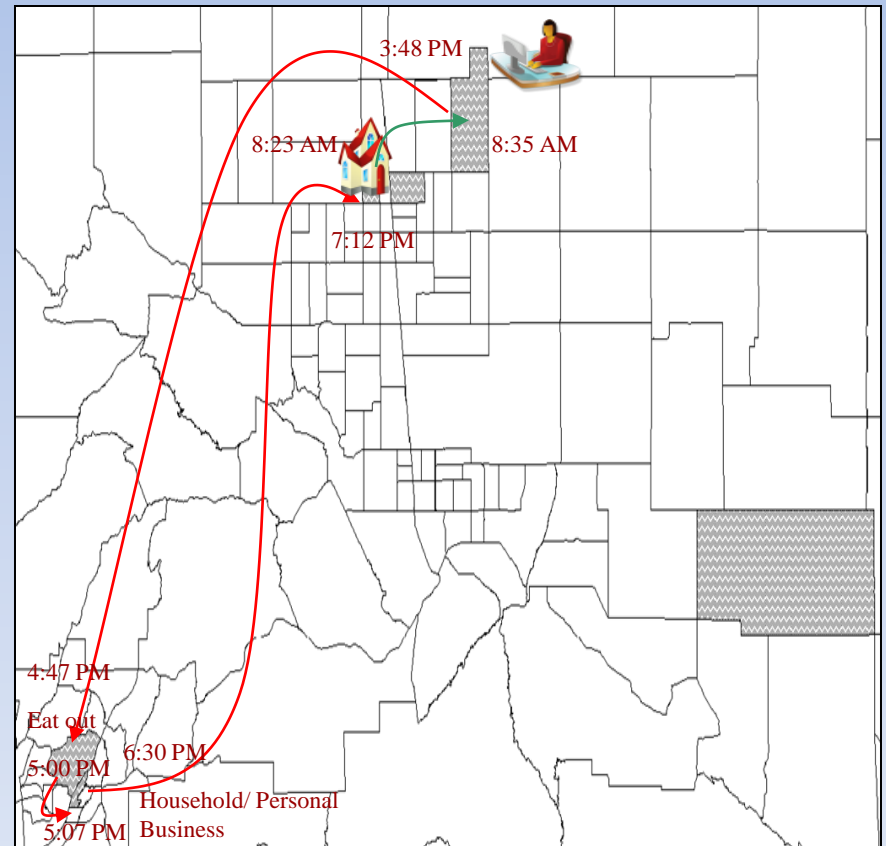 3:48 PM
8:23 AM
8:35 AM
7:12 PM
4:47 PM
Eat out
6:30 PM
5:00 PM
Household/ Personal
Business
5:07 PM